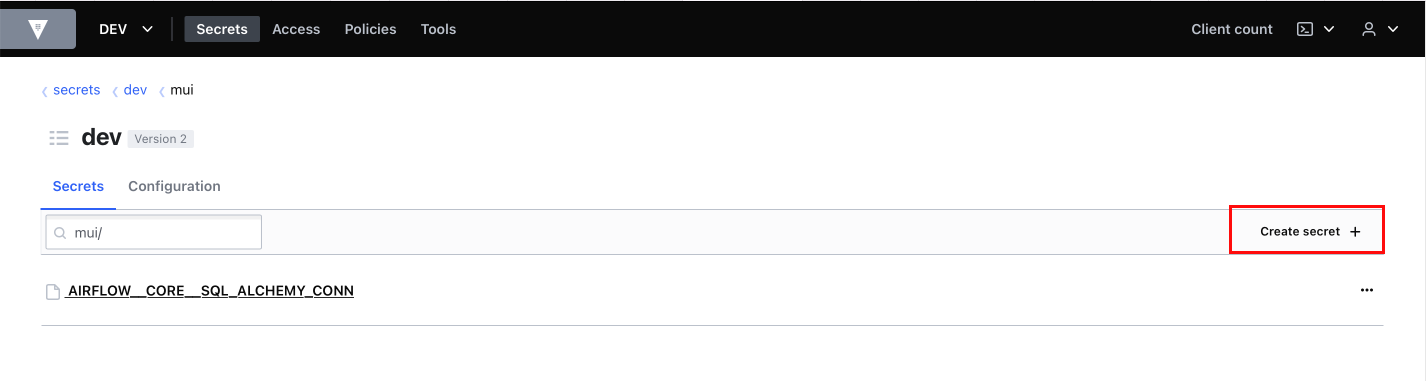 DEV Secrets Access Policies Tools Client count
secrets dev mui
dev Version 2
Secrets Configuration
mui/ Create secret +
AIRFLOW__CORE__SQL_ALCHEMY_CONN